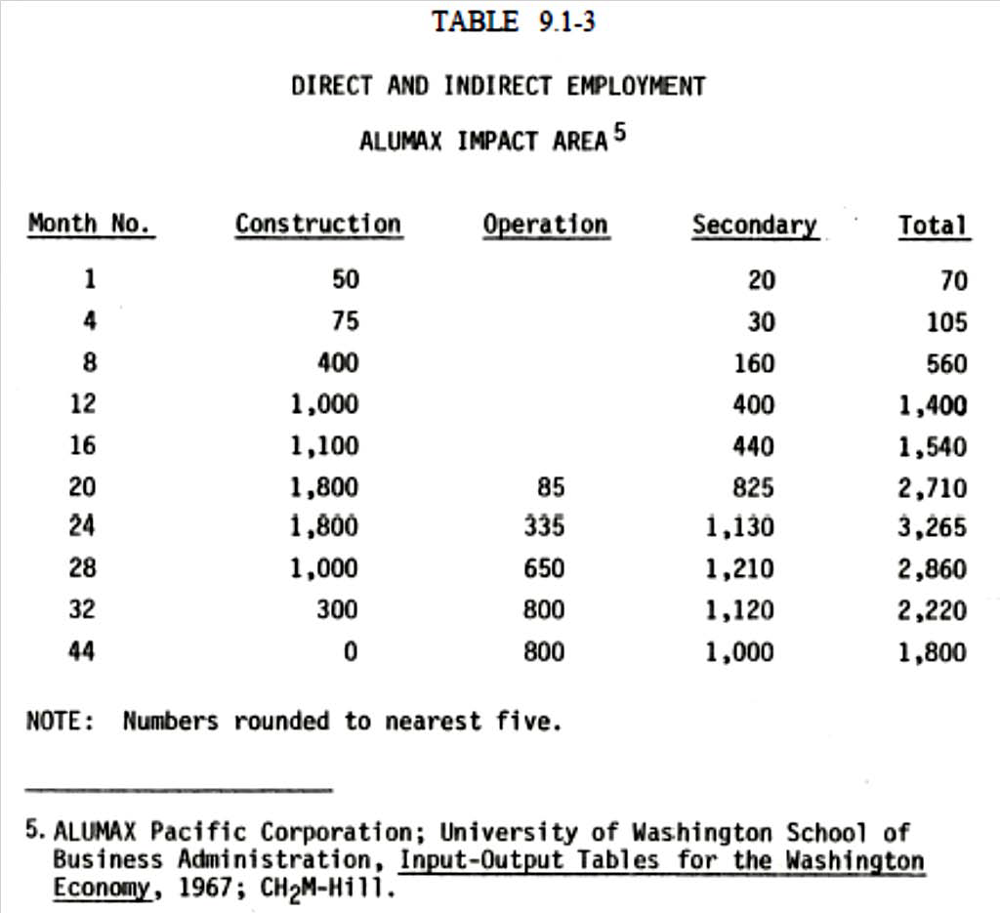 TABLE 9.1-3
DIRECT AND INDIRECT EMPLOYMENT
ALUMAX IMPACT AREA5
Month No. Construction Operation Secondary Total
1 50 20 70
4 75 30 105
8 400 160 560
12 1,000 400 1,400
16 1,100 440 1,540
20 1,800 85 825 2,710
24 1,800 335 1,130 3,265
28 1,000 650 1,210 2,860
32 300 800 1,120 2,220
44 0 800 1,000 1,800
NOTE: Numbers rounded to nearest five.
5. ALUMAX Pacific Corporation; University of Washington School of
Business Administration, Input-Output Tables for the Washington
Economy, 1967; CH2M-Hill.